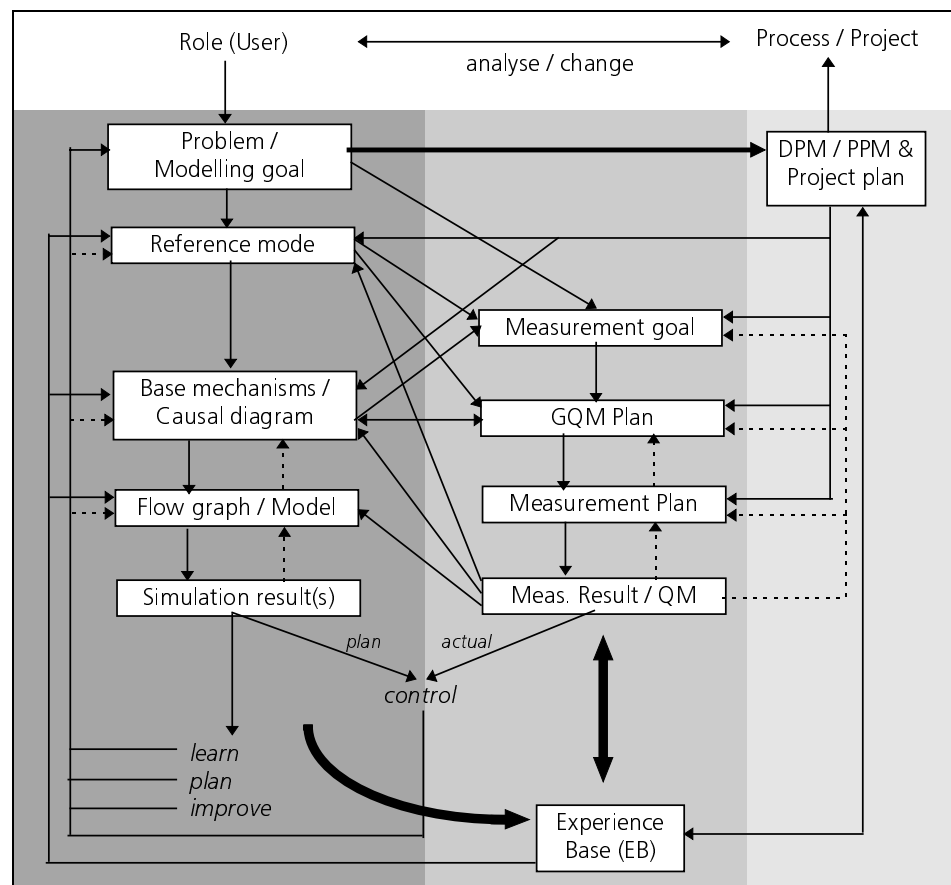 Role (User)
analyse / change
Process / Project
Problem /
Modelling goal
DPM / PPM &
Project plan
Reference mode
Measurement goal
Base mechanisms /
Causal diagram
GQM Plan
Flow graph / Model
Measurement Plan
Simulation result(s)
Meas. Result / QM
plan
actual
control
learn
plan
improve
Experience
Base (EB)